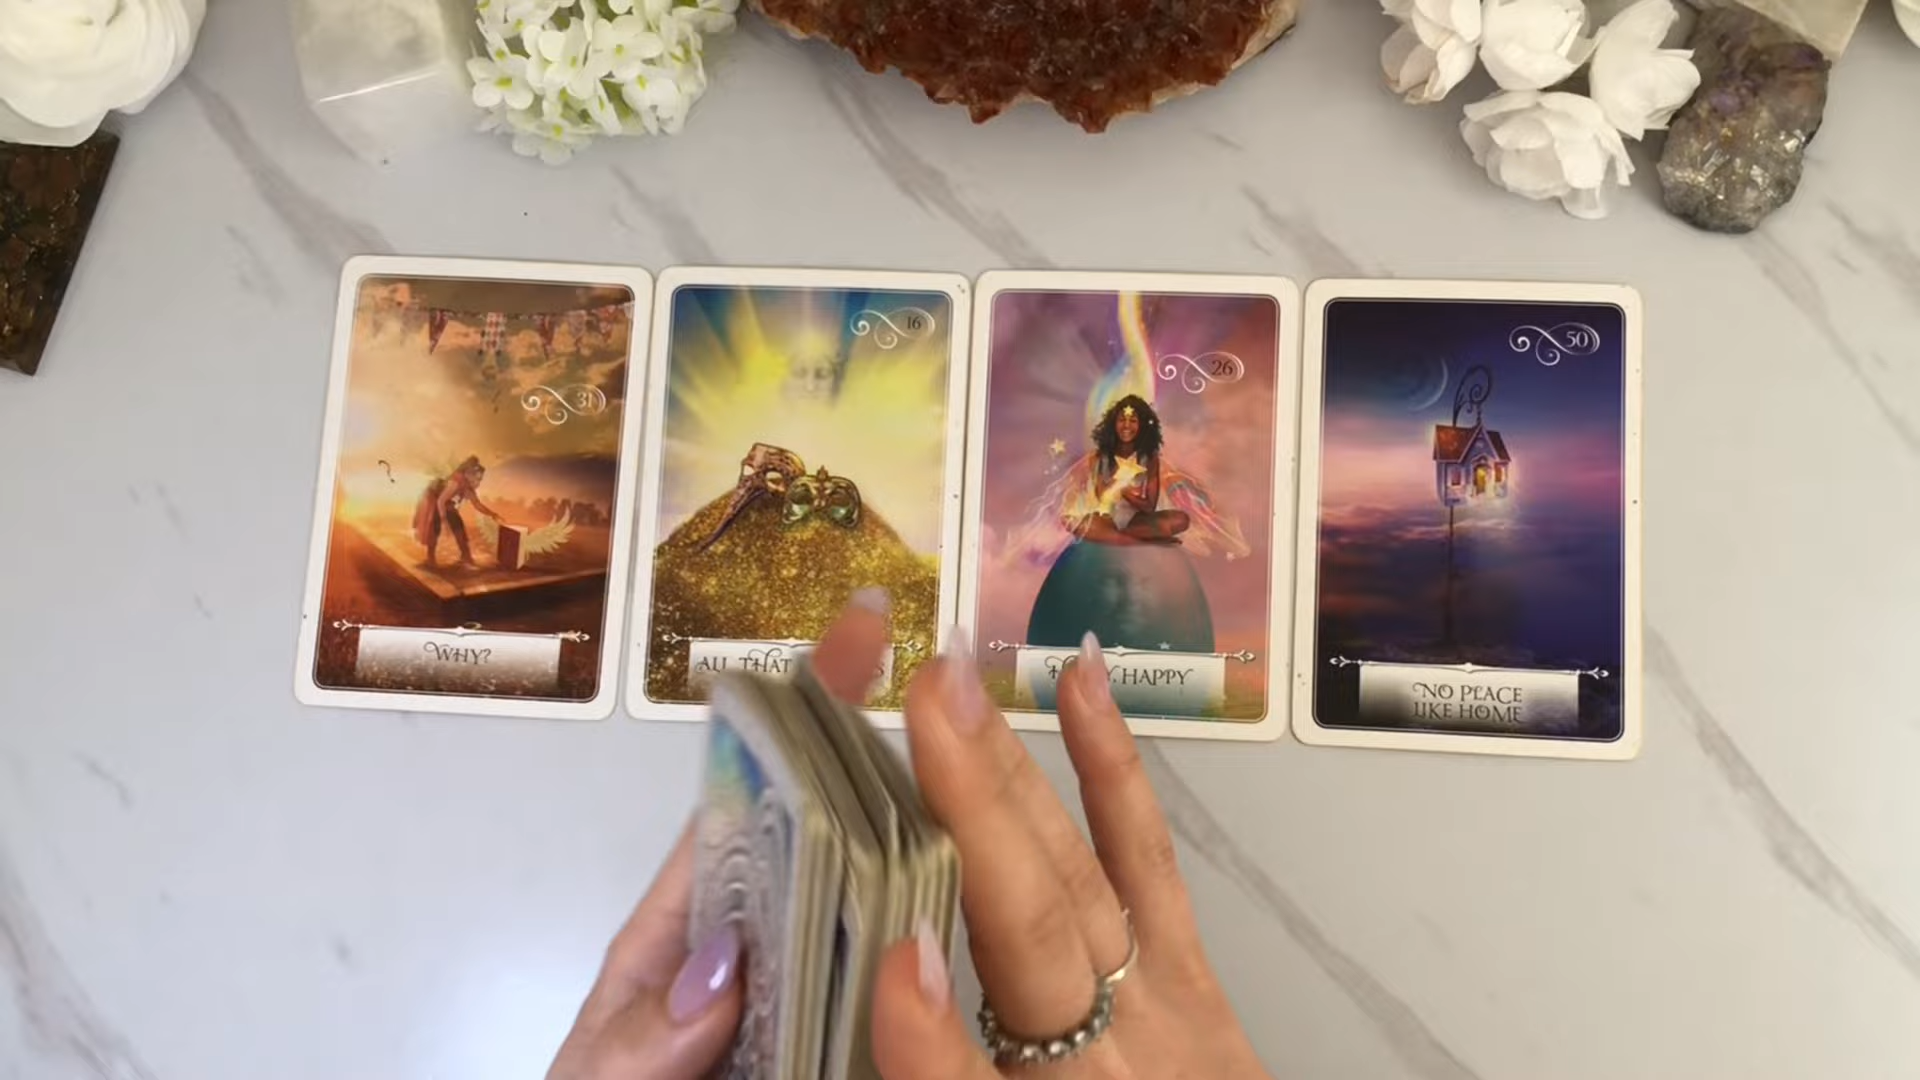 31
WHY?
16
ALL THAT
26
HAPPY
50
NO PLACE
LIKE HOME